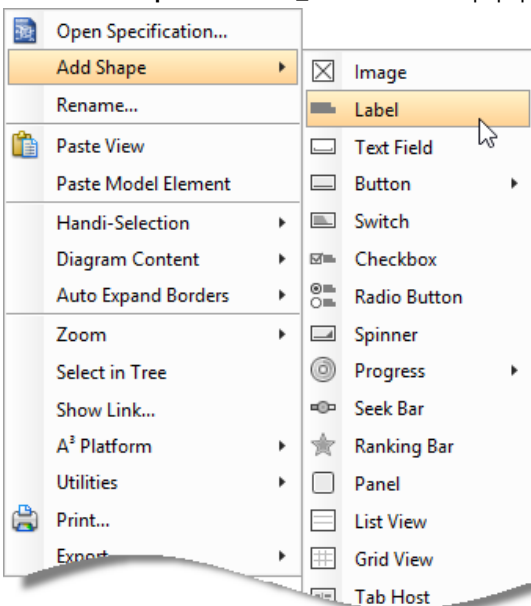 Open Specification...
Add Shape
Rename...
Paste View
Paste Model Element
Handi-Selection
Diagram Content
Auto Expand Borders
Zoom
Select in Tree
Show Link...
A³ Platform
Utilities
Print...
Export
Image
Label
Text Field
Button
Switch
Checkbox
Radio Button
Spinner
Progress
Seek Bar
Ranking Bar
Panel
List View
Grid View
Tab Host